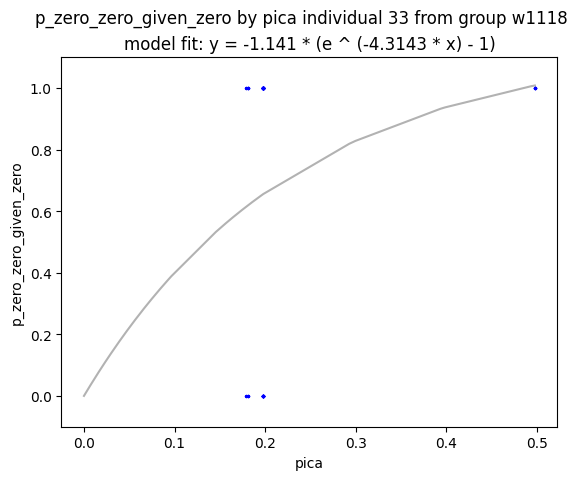 p_zero_zero_given_zero by pica individual 33 from group w1118
model fit: y = -1.141 * (e ^ (-4.3143 * x) - 1)
1.0
0.8
0.6
0.4
0.2
0.0
p_zero_zero_given_zero
0.0 0.1 0.2 0.3 0.4 0.5
pica